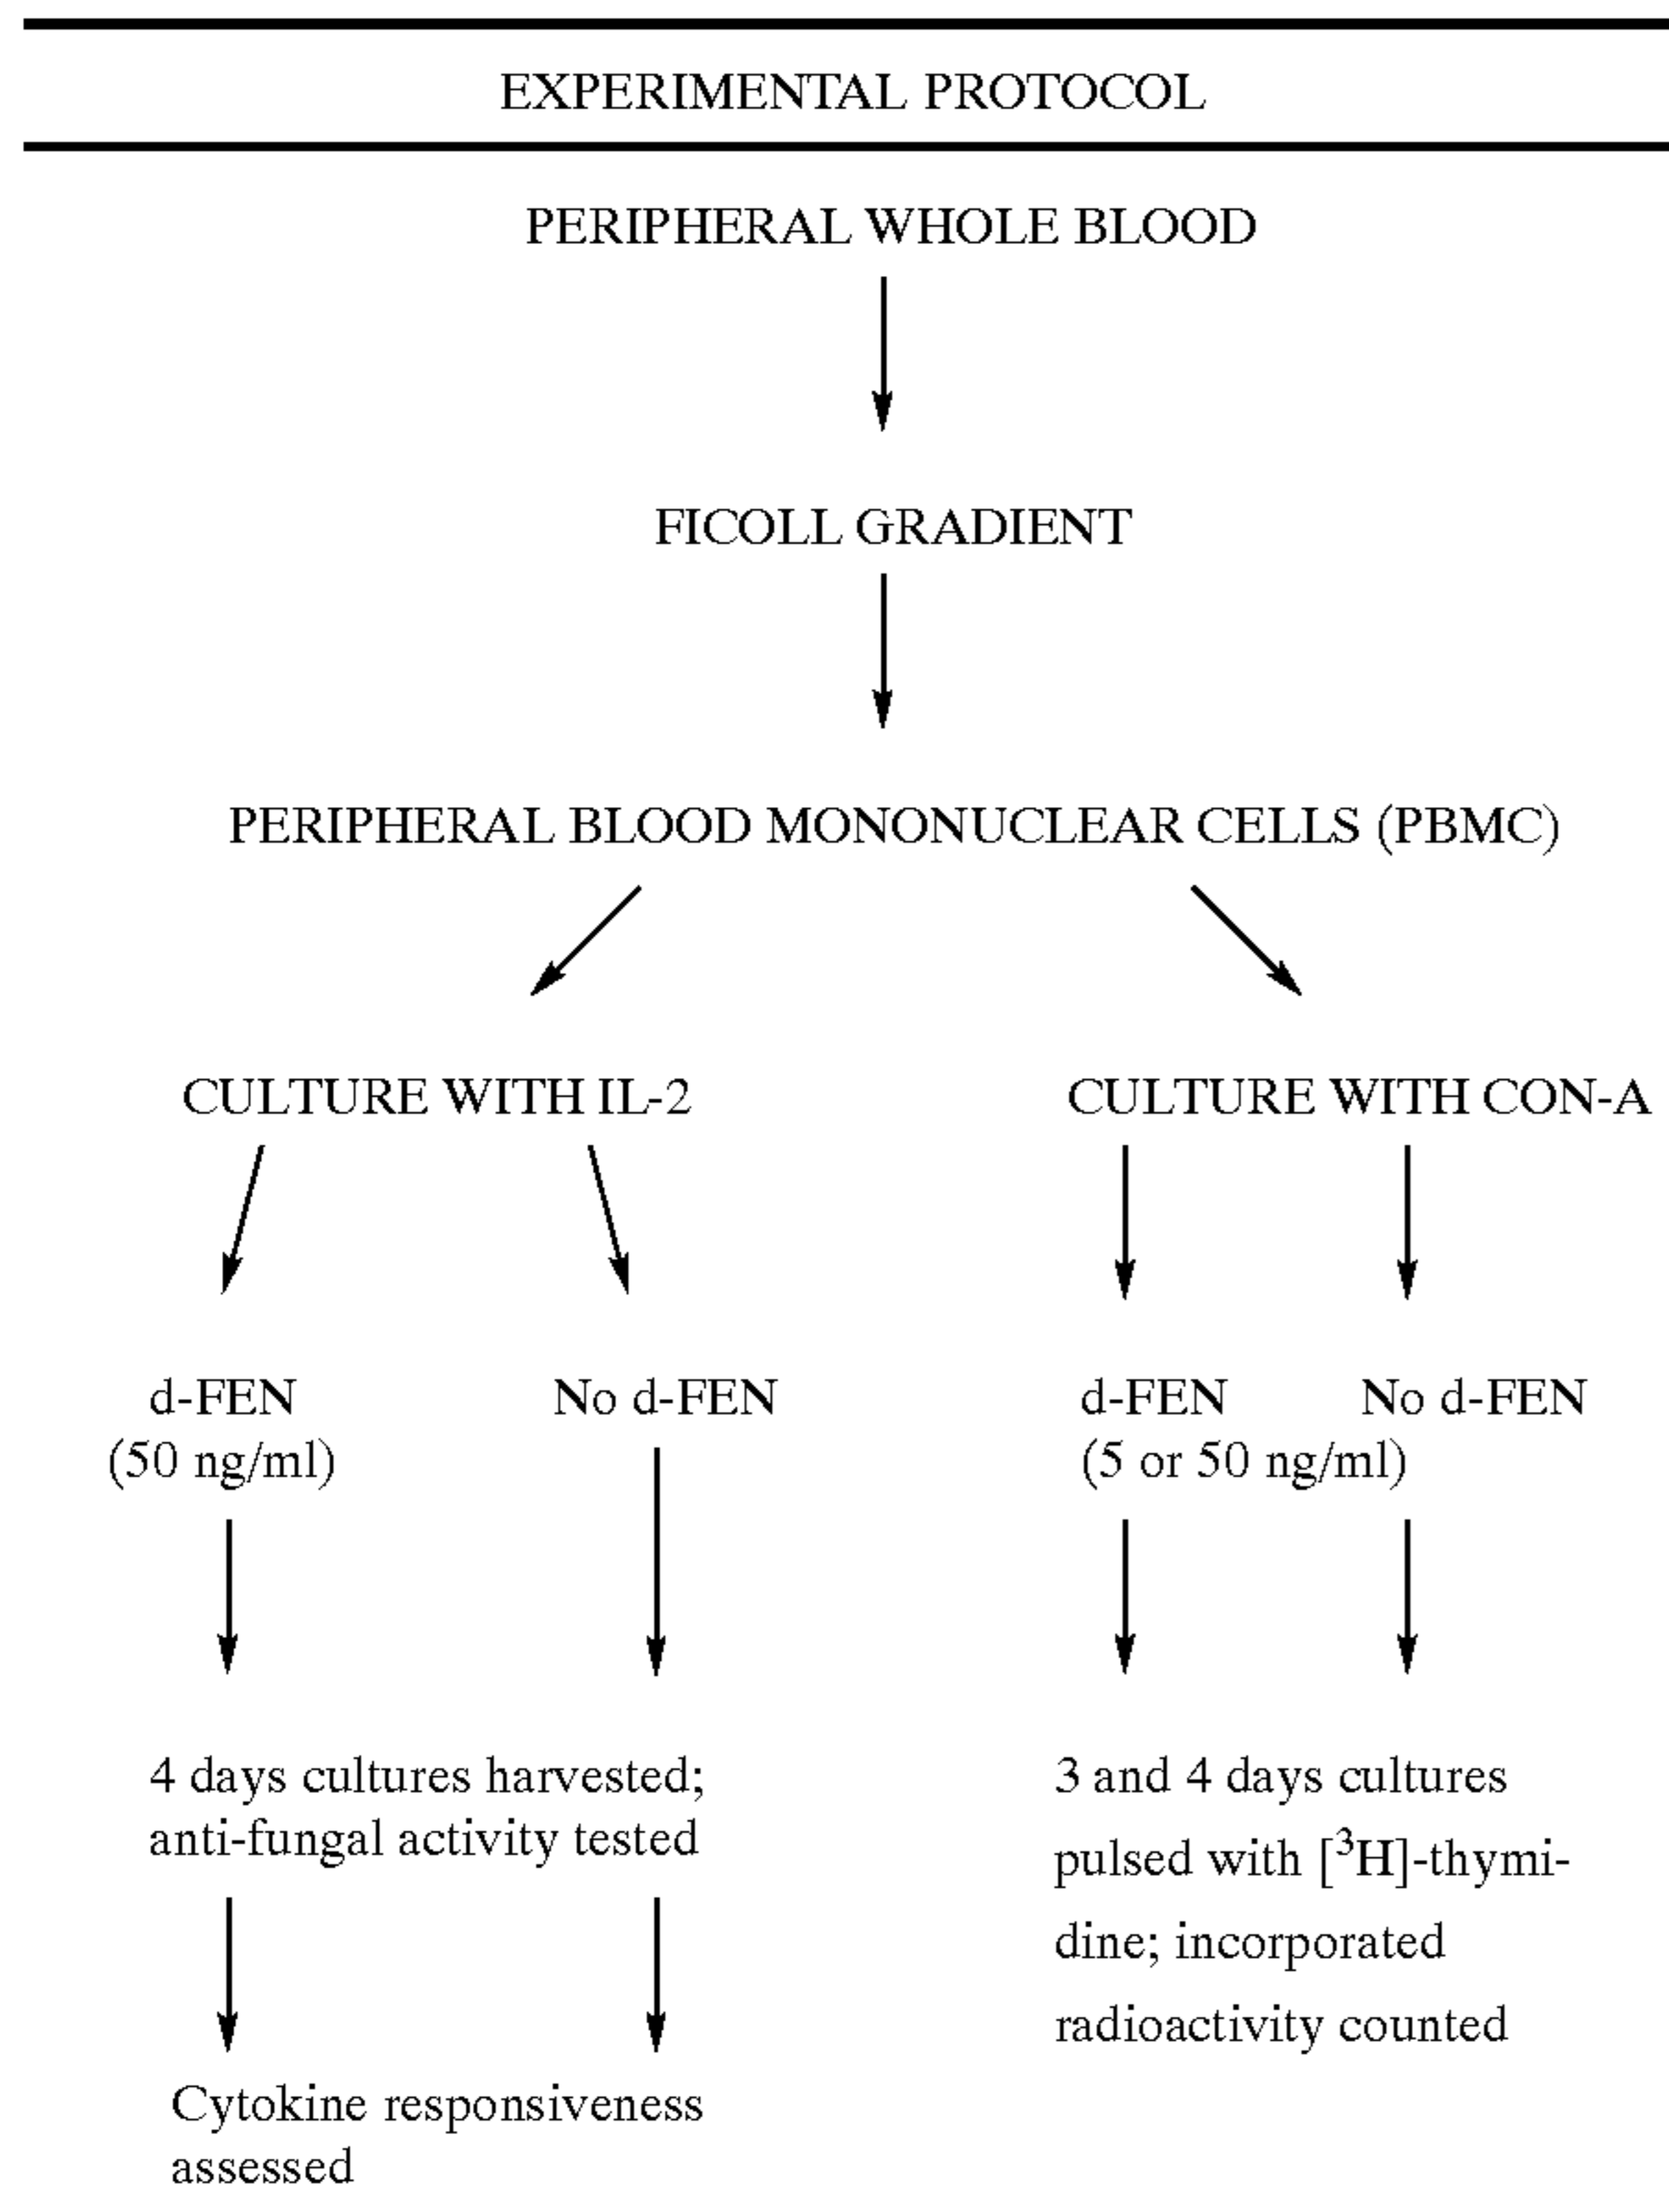 EXPERIMENTAL PROTOCOL
PERIPHERAL WHOLE BLOOD
FICOLL GRADIENT
PERIPHERAL BLOOD MONONUCLEAR CELLS (PBMC)
CULTURE WITH IL-2
CULTURE WITH CON-A
d-FEN
(50 ng/ml)
No d-FEN
d-FEN
(5 or 50 ng/ml)
No d-FEN
4 days cultures harvested;
anti-fungal activity tested
3 and 4 days cultures
pulsed with [³H]-thymi-
dine; incorporated
radioactivity counted
Cytokine responsiveness
assessed